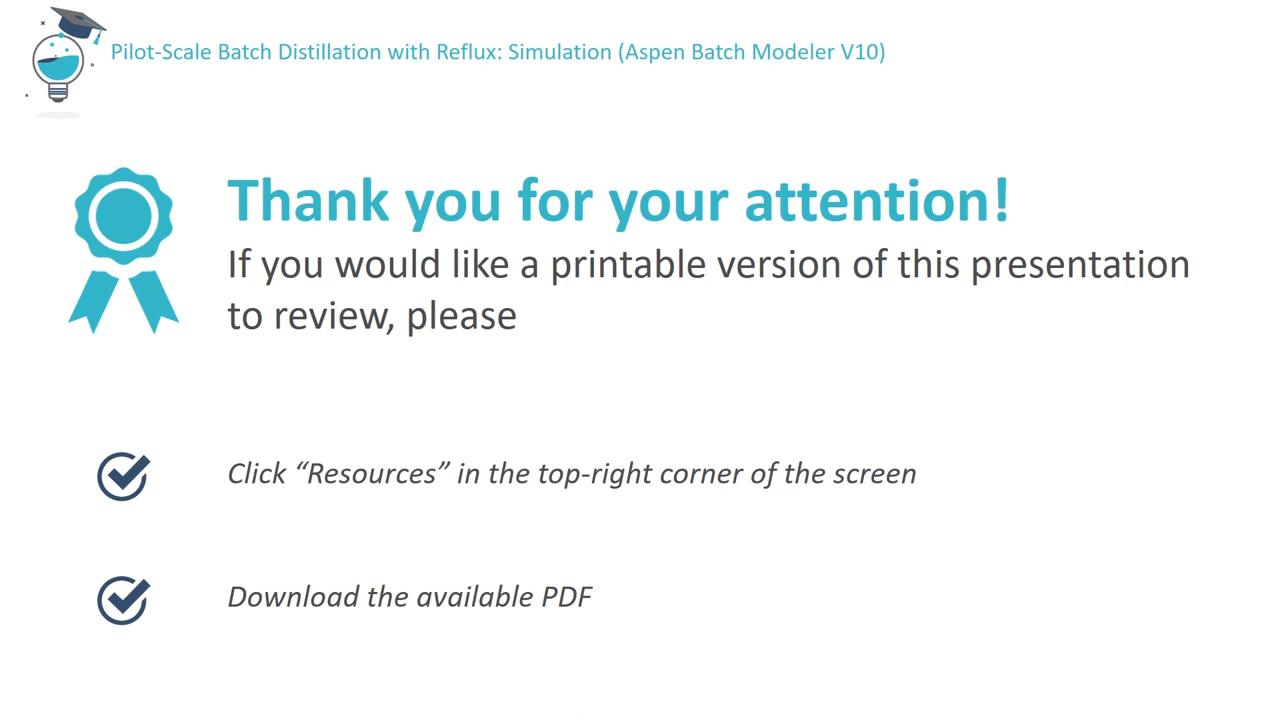 Pilot-Scale Batch Distillation with Reflux: Simulation (Aspen Batch Modeler V10)
Thank you for your attention!
If you would like a printable version of this presentation
to review, please
Click “Resources” in the top-right corner of the screen
Download the available PDF